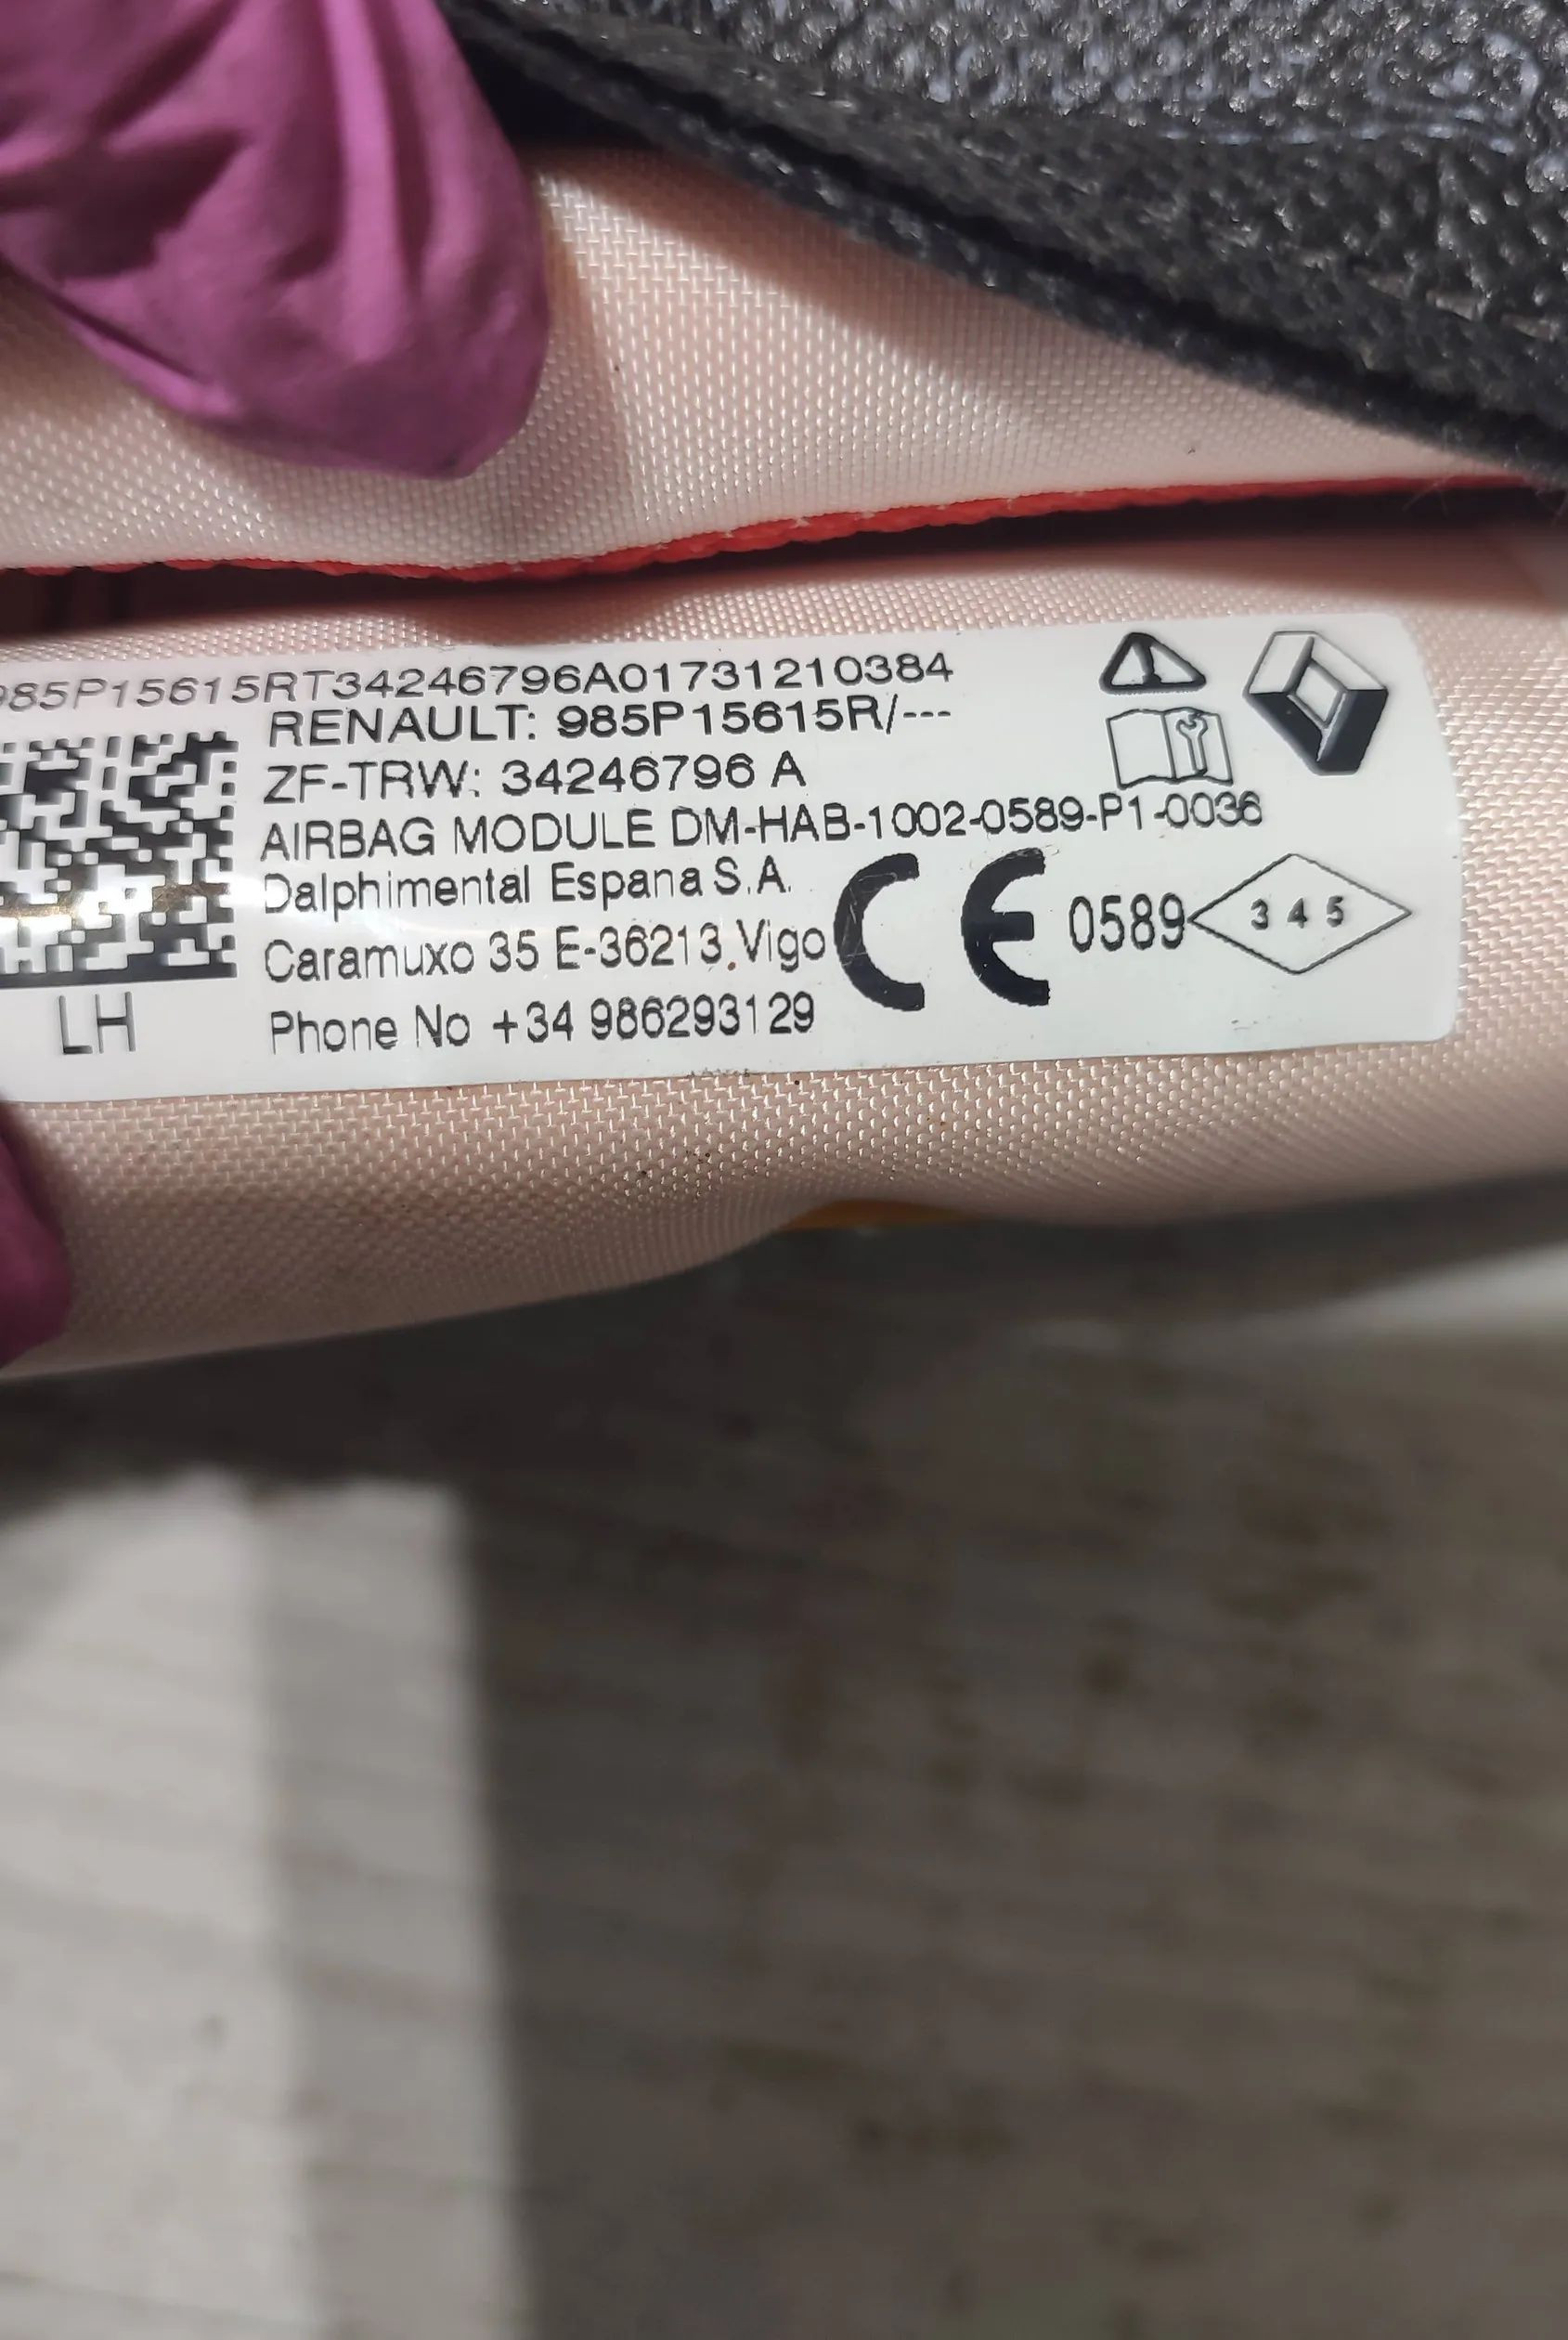 985P15615RT34246796A01731210384
RENAULT: 985P15615R/---
ZF-TRW: 34246796 A
AIRBAG MODULE DM-HAB-1002-0589-P1-0036
Dalphimental Espana S.A.
Caramuxo 35 E-36213 Vigo
Phone No +34 986293129
CE 0589
3 4 5
LH